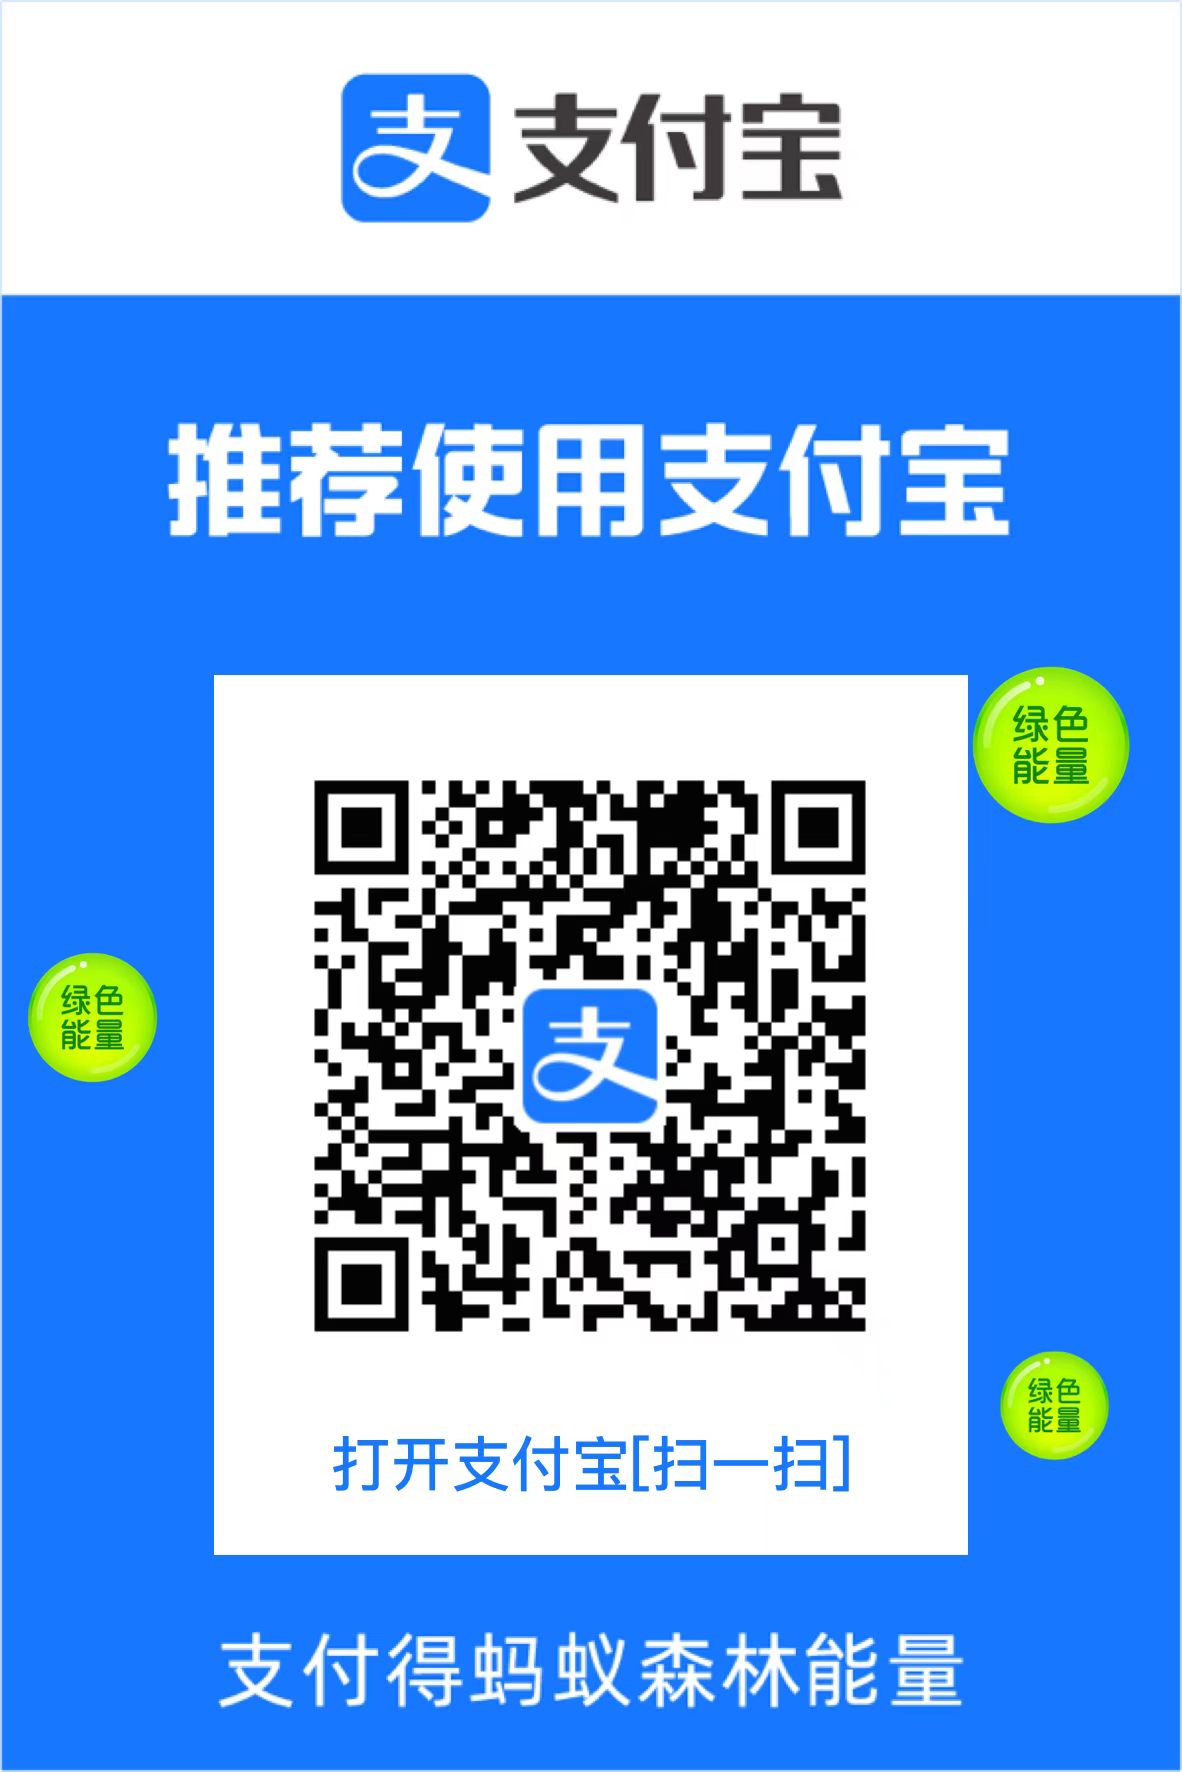 支 支付宝
推荐使用支付宝
绿色
能量
绿色
能量
支
绿色
能量
打开支付宝[扫一扫]
支付得蚂蚁森林能量